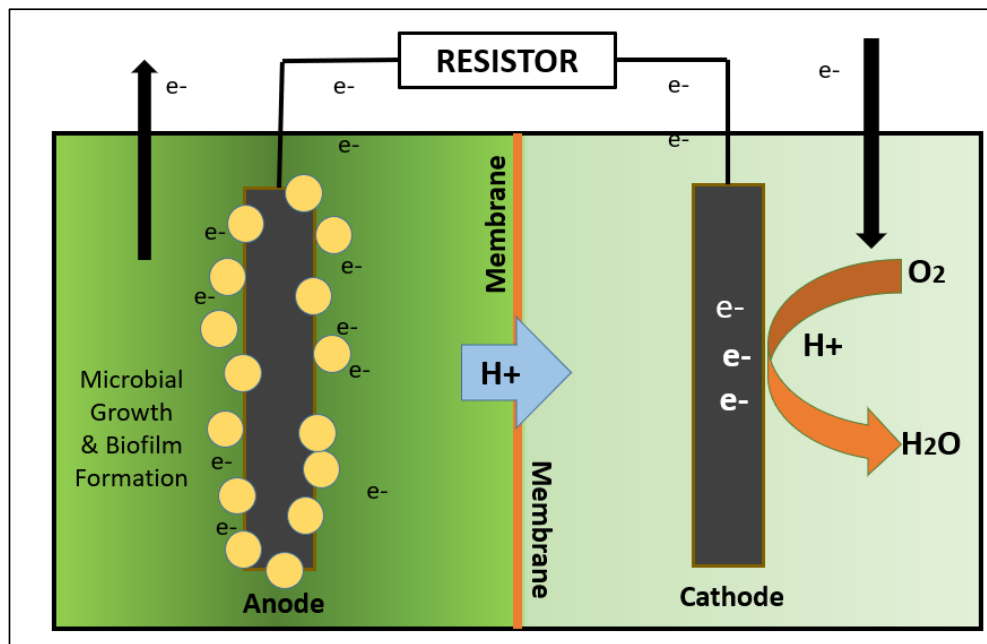 RESISTOR
e-
e-
e-
e-
e-
e-
Membrane
e-
e-
O2
e-
e-
e-
H+
e-
H+
e-
e-
e-
Microbial
Growth
& Biofilm
Formation
H2O
e-
e-
e-
Membrane
Anode
Cathode